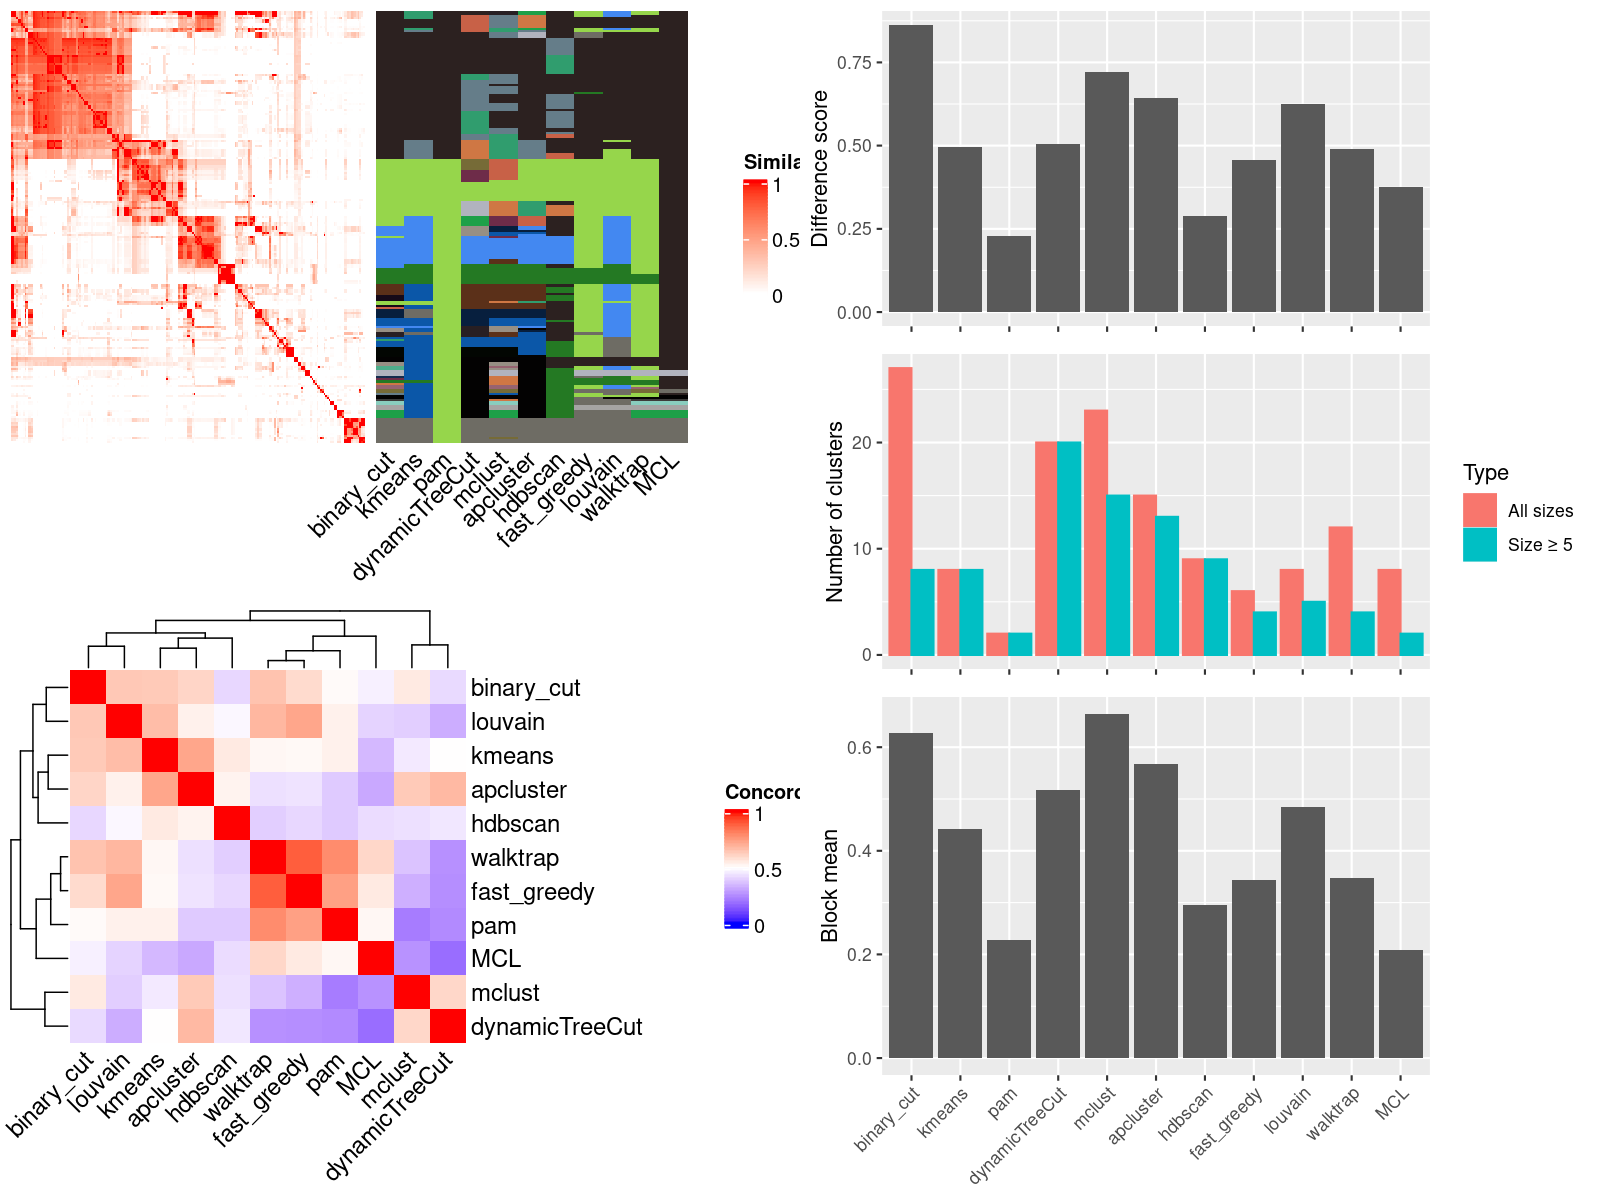 Simila
1
0.5
0
binary_cut
kmeans
pam
dynamicTreeCut
mclust
apcluster
hdbscan
fast_greedy
louvain
walktrap
MCL
binary_cut
louvain
kmeans
apcluster
hdbscan
walktrap
fast_greedy
pam
MCL
mclust
dynamicTreeCut
binary_cut
louvain
kmeans
apcluster
hdbscan
walktrap
fast_greedy
pam
MCL
mclust
dynamicTreeCut
Concord
1
0.5
0
Difference score
0.75
0.50
0.25
0.00
Number of clusters
20
10
0
Type
All sizes
Size ≥ 5
Block mean
0.6
0.4
0.2
0.0
binary_cut
kmeans
pam
dynamicTreeCut
mclust
apcluster
hdbscan
fast_greedy
louvain
walktrap
MCL